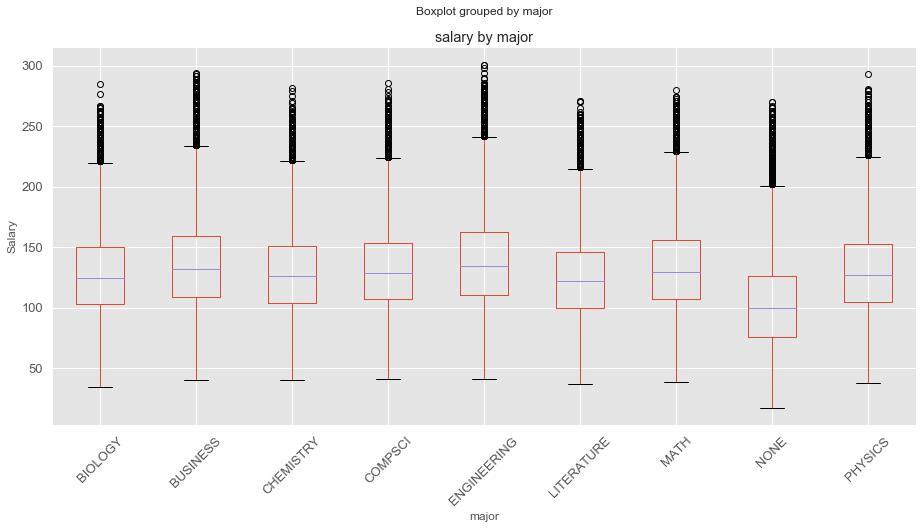 Boxplot grouped by major
salary by major
300
250
200
150
100
50
Salary
BIOLOGY
BUSINESS
CHEMISTRY
COMPSCI
ENGINEERING
LITERATURE
MATH
NONE
PHYSICS
major